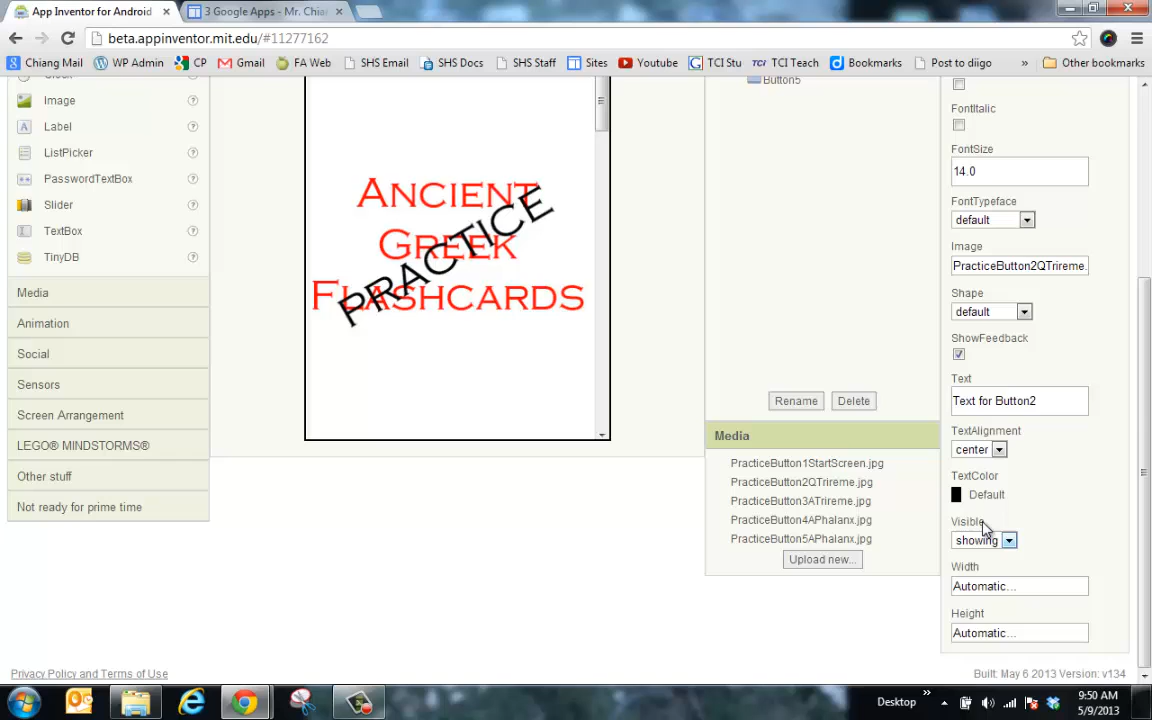 App Inventor for Android
3 Google Apps - Mr. Chiar
beta.appinventor.mit.edu/#11277162
Chiang Mail
WP Admin
CP
Gmail
FA Web
SHS Email
SHS Docs
SHS Staff
Sites
Youtube
TCI Stu
TCI Teach
Bookmarks
Post to diigo
»
Other bookmarks
Image
Label
ListPicker
PasswordTextBox
Slider
TextBox
TinyDB
Media
Animation
Social
Sensors
Screen Arrangement
LEGO® MINDSTORMS®
Other stuff
Not ready for prime time
Ancient
Greek
Flashcards
PRACTICE
Button5
Rename
Delete
Media
PracticeButton1StartScreen.jpg
PracticeButton2QTrireme.jpg
PracticeButton3ATrireme.jpg
PracticeButton4APhalanx.jpg
PracticeButton5APhalanx.jpg
Upload new...
FontItalic
FontSize
14.0
FontTypeface
default
Image
PracticeButton2QTrireme.
Shape
default
ShowFeedback
Text
Text for Button2
TextAlignment
center
TextColor
Default
Visible
showing
Width
Automatic...
Height
Automatic...
Privacy Policy and Terms of Use
Built: May 6 2013 Version: v134
Desktop
»
9:50 AM
5/9/2013